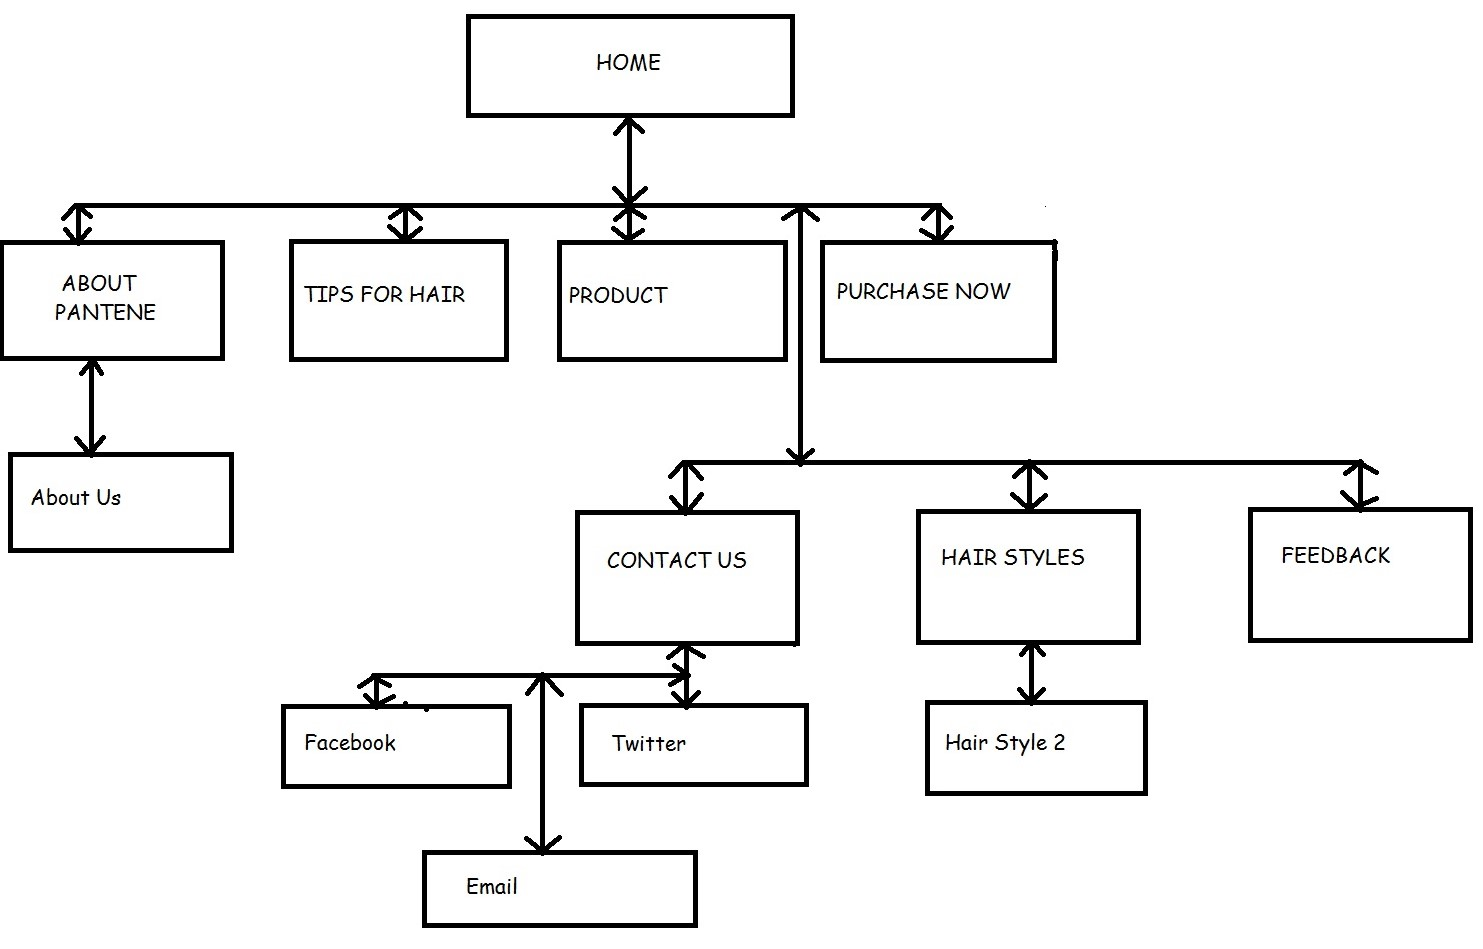 HOME
ABOUT
PANTENE
TIPS FOR HAIR
PRODUCT
PURCHASE NOW
About Us
CONTACT US
HAIR STYLES
FEEDBACK
Facebook
Twitter
Hair Style 2
Email